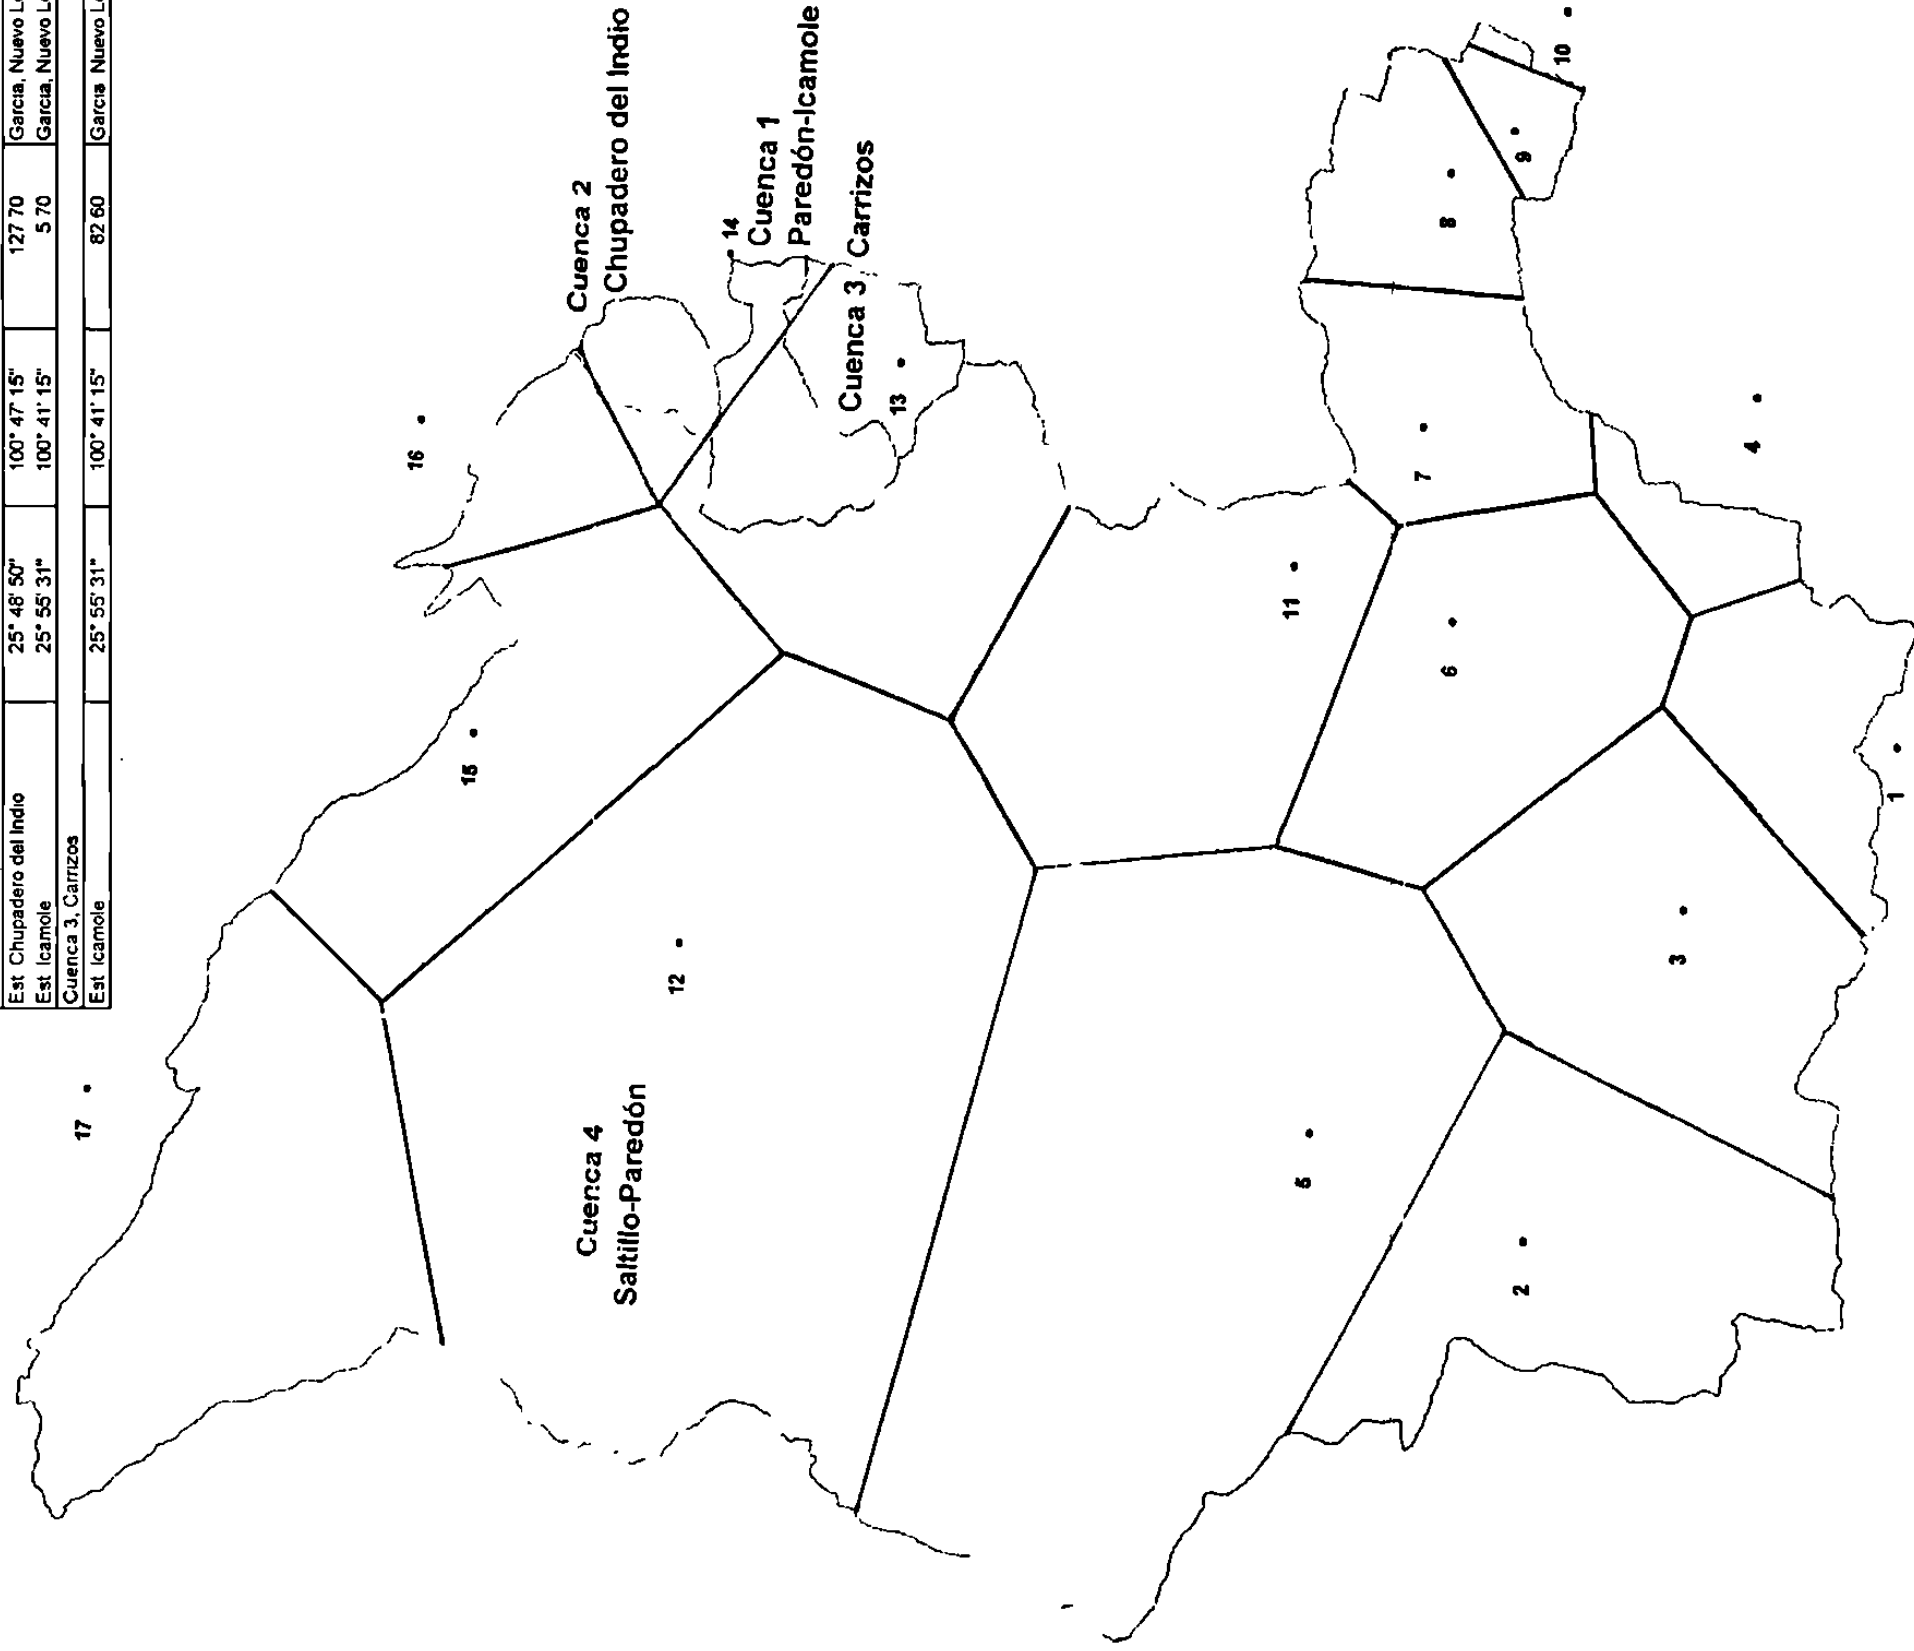 Est Chupadero del Indio 25° 48' 50" 100° 47' 15" 127 70 Garcia, Nuevo
Est Icamole 25° 55' 31" 100° 41' 15" 5 70 Garcia, Nuevo
Cuenca 3, Carrizos
Est Icamole 25° 55' 31" 100° 41' 15" 82 60 Garcia Nuevo
17
16
15
Cuenca 2
Chupadero del Indio
14
Cuenca 1
Paredón-Icamole
Cuenca 3 Carrizos
13
12
Cuenca 4
Saltillo-Paredón
11
10
9
8
7
6
5
4
3
2
1